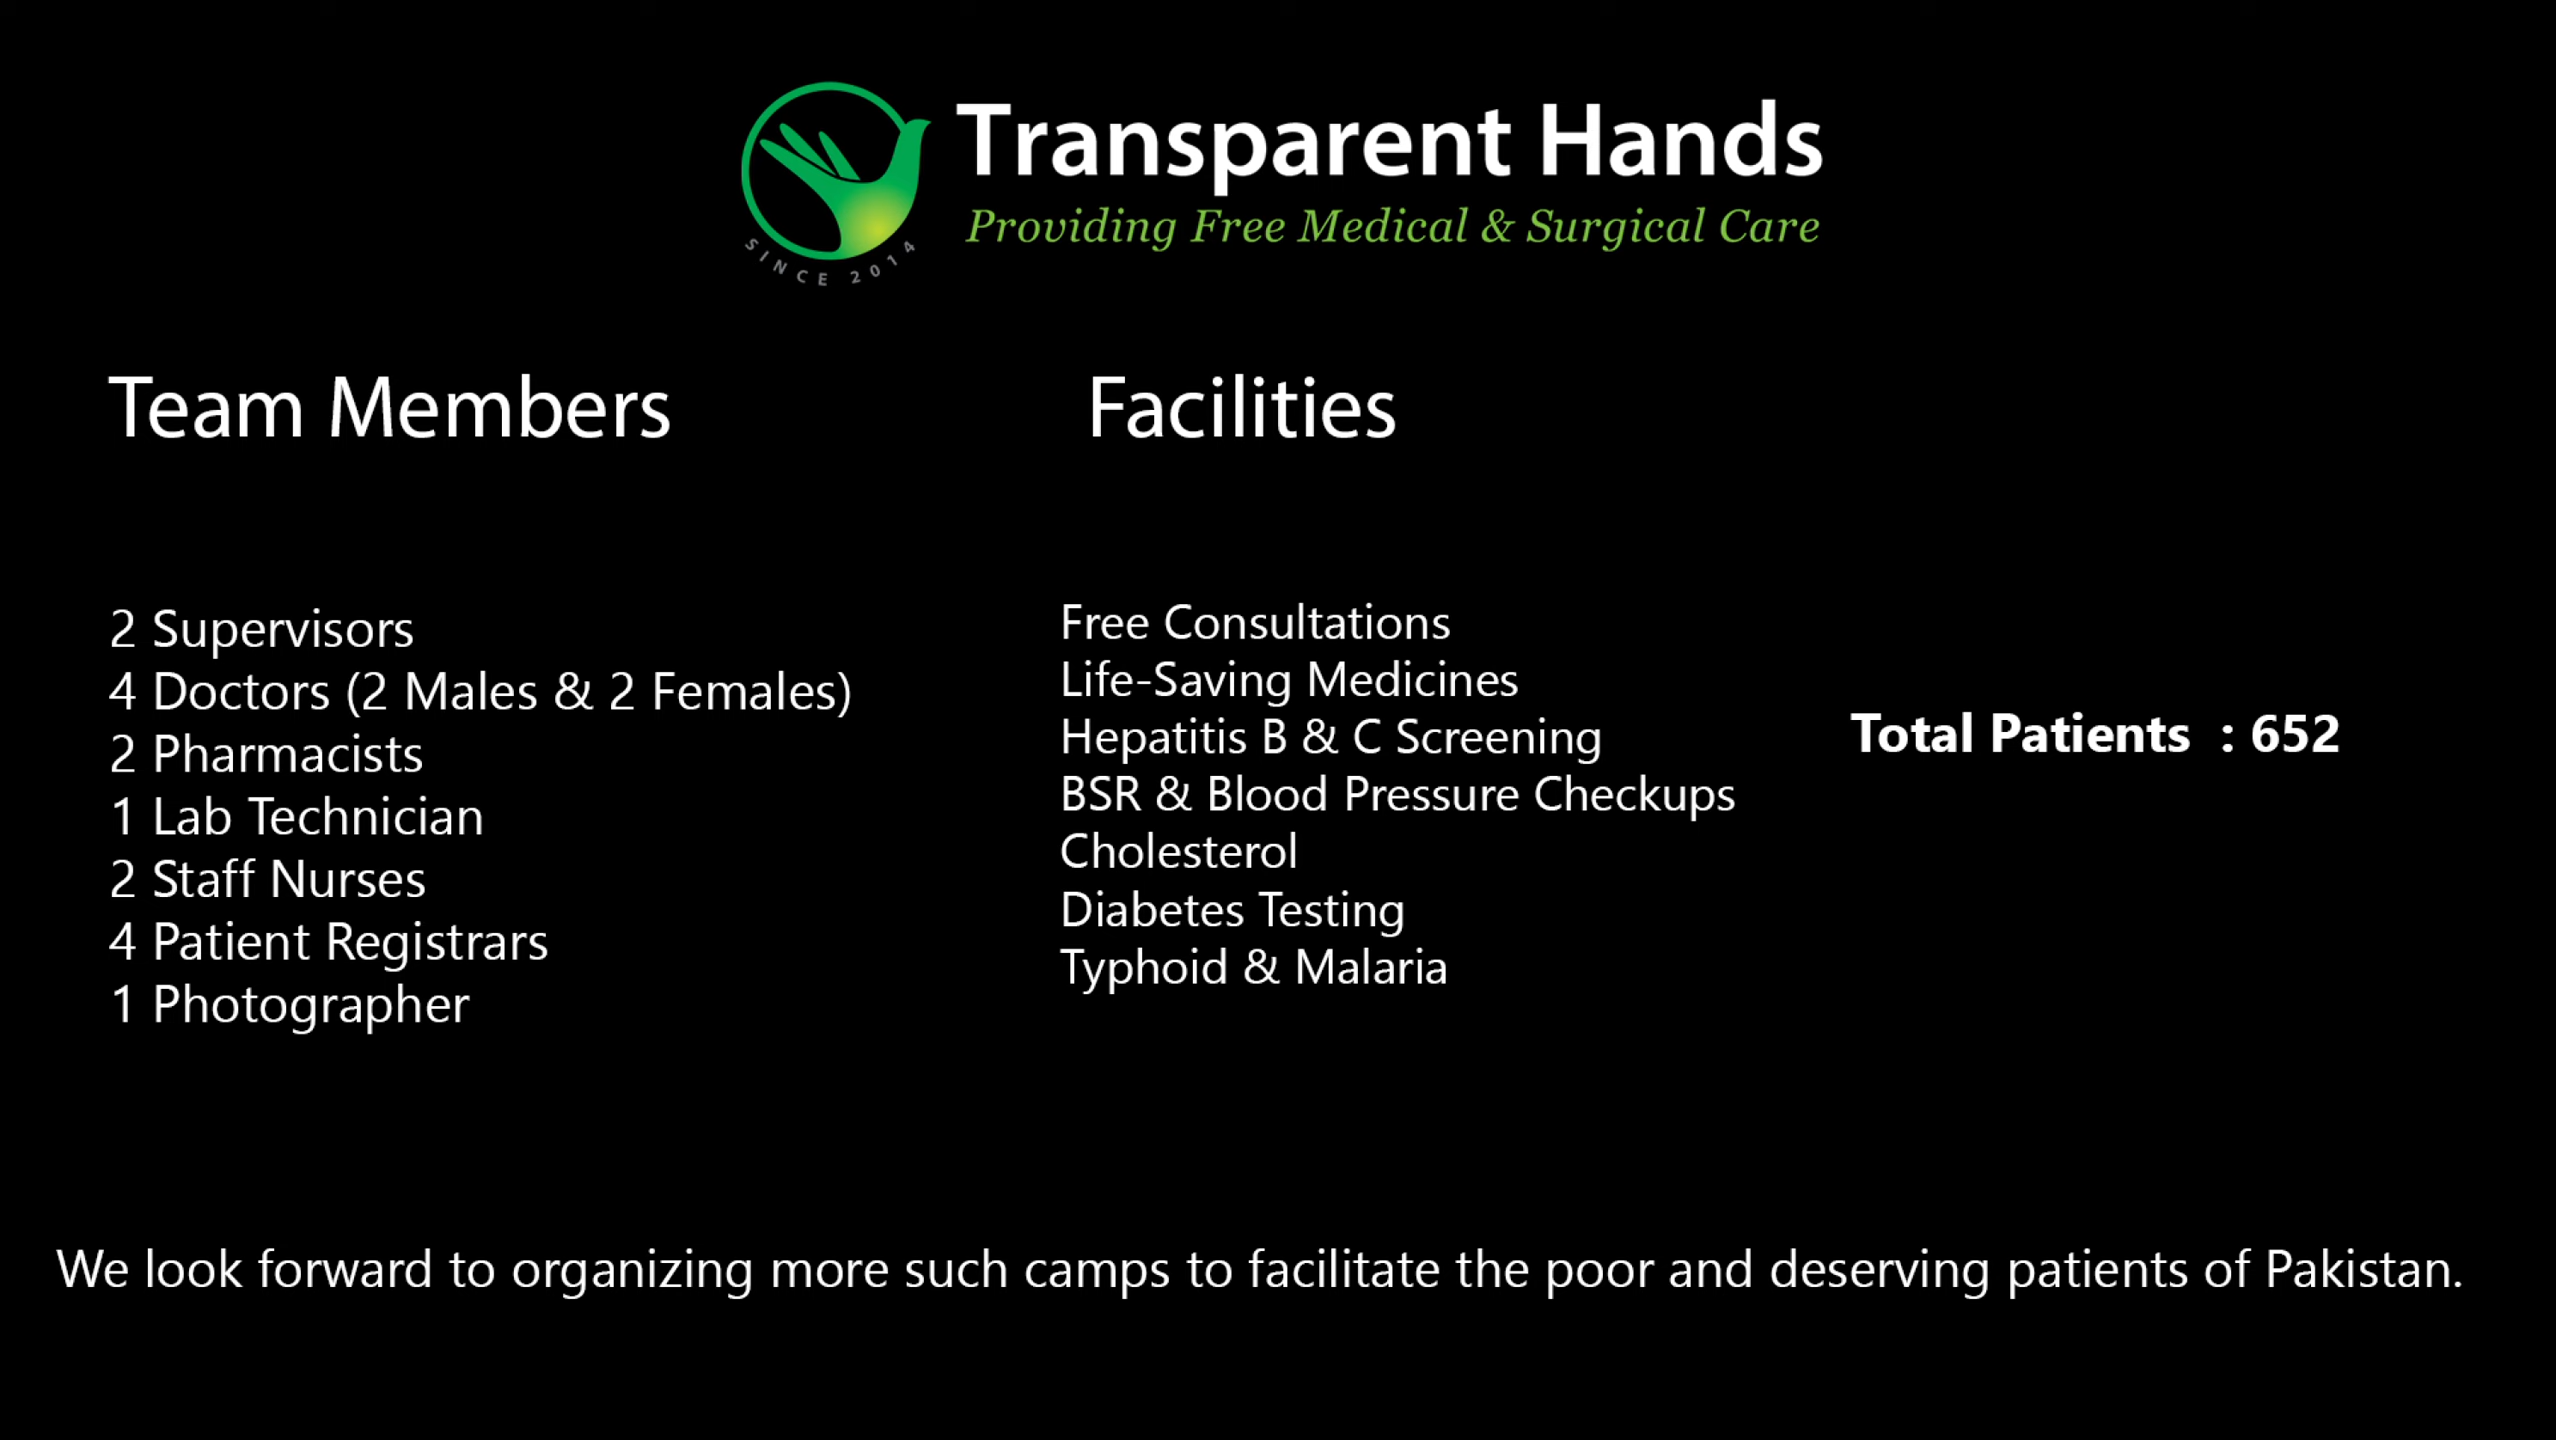 Transparent Hands
Providing Free Medical & Surgical Care
SINCE 2014
Team Members
2 Supervisors
4 Doctors (2 Males & 2 Females)
2 Pharmacists
1 Lab Technician
2 Staff Nurses
4 Patient Registrars
1 Photographer
Facilities
Free Consultations
Life-Saving Medicines
Hepatitis B & C Screening
BSR & Blood Pressure Checkups
Cholesterol
Diabetes Testing
Typhoid & Malaria
Total Patients : 652
We look forward to organizing more such camps to facilitate the poor and deserving patients of Pakistan.